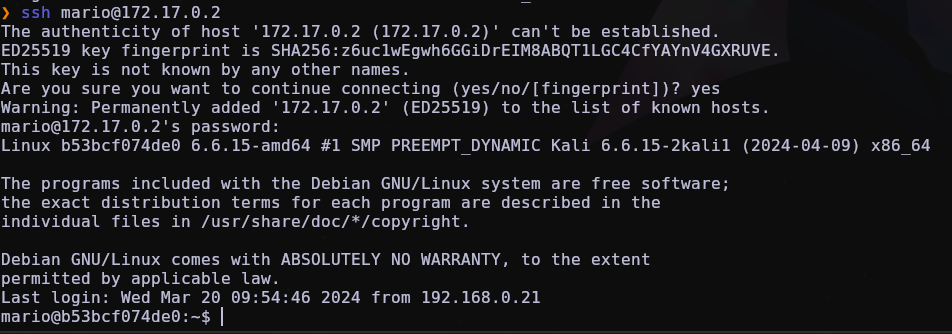 ❯ ssh mario@172.17.0.2
The authenticity of host '172.17.0.2 (172.17.0.2)' can't be established.
ED25519 key fingerprint is SHA256:z6uc1wEgwh6GGiDrEIM8ABQT1LGC4CfYAYnV4GXRUVE.
This key is not known by any other names.
Are you sure you want to continue connecting (yes/no/[fingerprint])? yes
Warning: Permanently added '172.17.0.2' (ED25519) to the list of known hosts.
mario@172.17.0.2's password:
Linux b53bcf074de0 6.6.15-amd64 #1 SMP PREEMPT_DYNAMIC Kali 6.6.15-2kali1 (2024-04-09) x86_64
The programs included with the Debian GNU/Linux system are free software;
the exact distribution terms for each program are described in the
individual files in /usr/share/doc/*/copyright.
Debian GNU/Linux comes with ABSOLUTELY NO WARRANTY, to the extent
permitted by applicable law.
Last login: Wed Mar 20 09:54:46 2024 from 192.168.0.21
mario@b53bcf074de0:~$